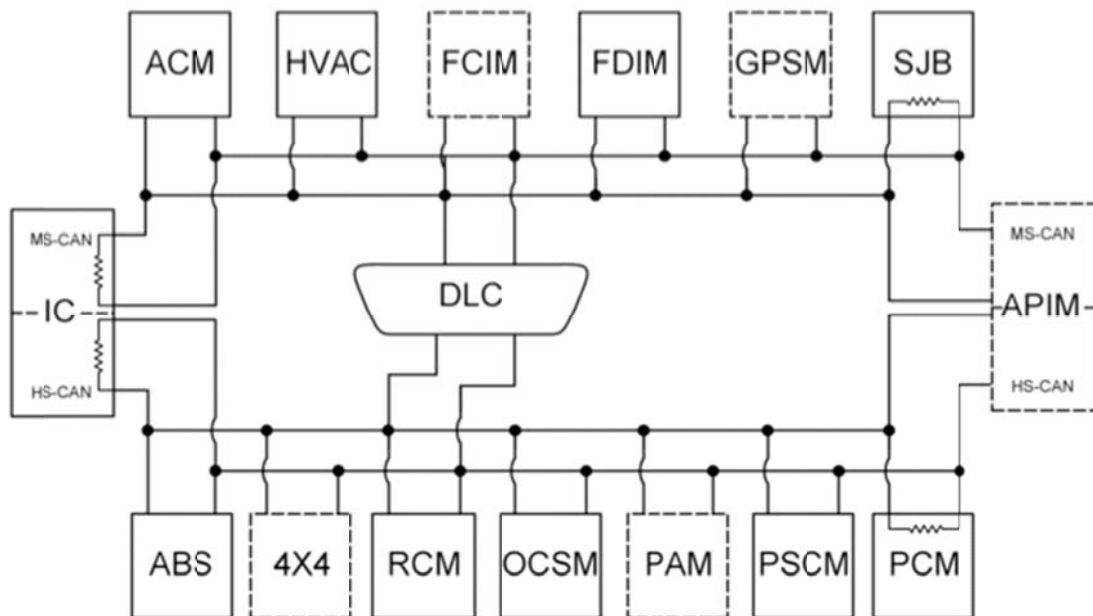 ACM
HVAC
FCIM
FDIM
GPSM
SJB
MS-CAN
IC
HS-CAN
DLC
MS-CAN
APIM
HS-CAN
ABS
4X4
RCM
OCSM
PAM
PSCM
PCM